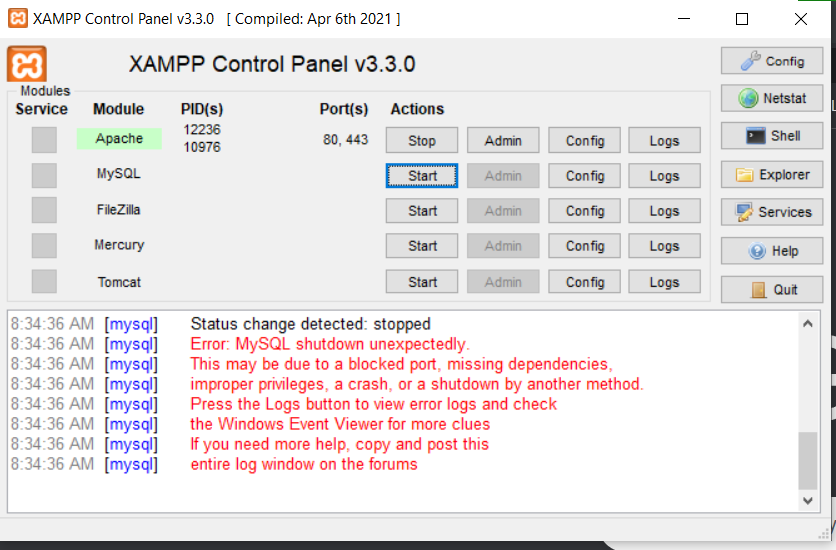 XAMPP Control Panel v3.3.0 [ Compiled: Apr 6th 2021 ]
XAMPP Control Panel v3.3.0
Config
Modules
Service Module PID(s) Port(s) Actions
Netstat
Apache 12236 10976 80, 443 Stop Admin Config Logs
Shell
MySQL Start Admin Config Logs
Explorer
FileZilla Start Admin Config Logs
Services
Mercury Start Admin Config Logs
Help
Tomcat Start Admin Config Logs
Quit
8:34:36 AM [mysql] Status change detected: stopped
8:34:36 AM [mysql] Error: MySQL shutdown unexpectedly.
8:34:36 AM [mysql] This may be due to a blocked port, missing dependencies,
8:34:36 AM [mysql] improper privileges, a crash, or a shutdown by another method.
8:34:36 AM [mysql] Press the Logs button to view error logs and check
8:34:36 AM [mysql] the Windows Event Viewer for more clues
8:34:36 AM [mysql] If you need more help, copy and post this
8:34:36 AM [mysql] entire log window on the forums